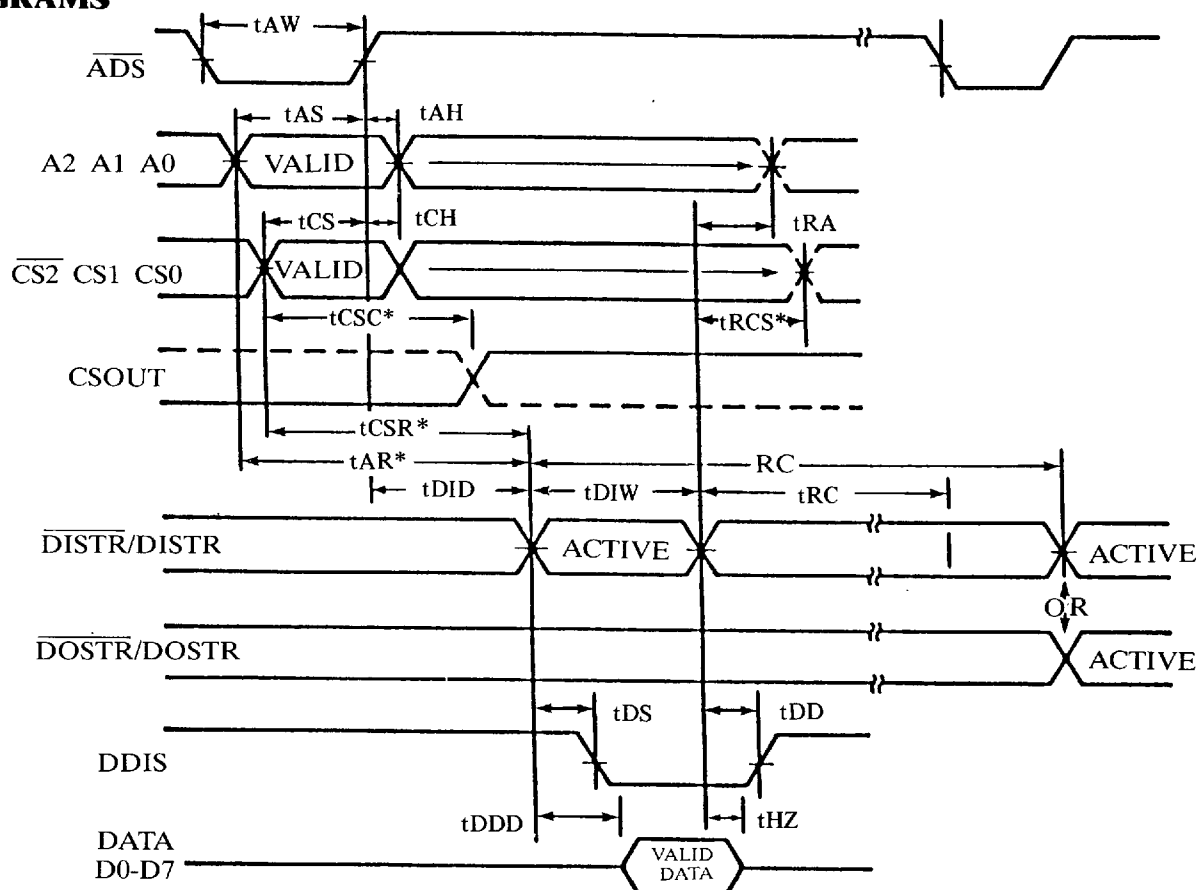 GRAMS
tAW
ADS
tAS tAH
A2 A1 A0 VALID
tCS tCH tRA
CS2 CS1 CS0 VALID
tCSC* tRCS*
CSOUT
tCSR*
tAR* RC
tDID tDIW tRC
DISTR/DISTR ACTIVE ACTIVE
OR
DOSTR/DOSTR ACTIVE
tDS tDD
DDIS
tDDD tHZ
DATA
D0-D7
VALID
DATA